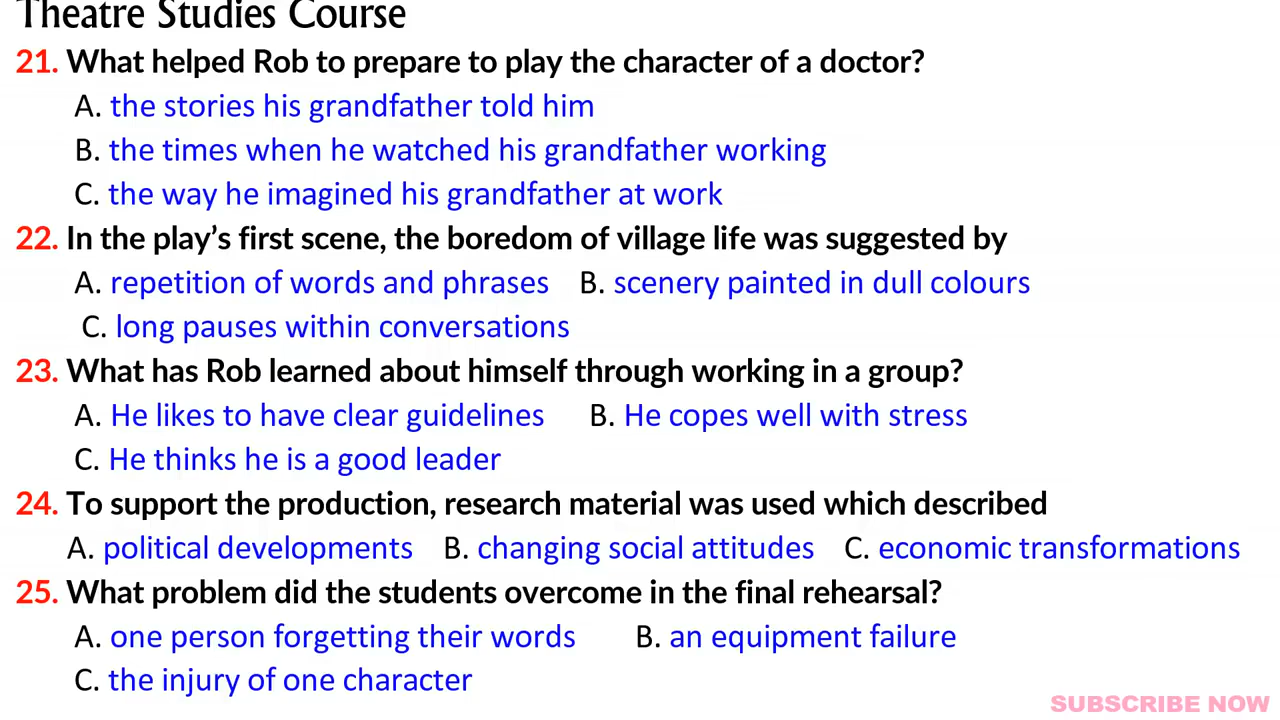 Theatre Studies Course
21. What helped Rob to prepare to play the character of a doctor?
A. the stories his grandfather told him
B. the times when he watched his grandfather working
C. the way he imagined his grandfather at work
22. In the play’s first scene, the boredom of village life was suggested by
A. repetition of words and phrases B. scenery painted in dull colours
C. long pauses within conversations
23. What has Rob learned about himself through working in a group?
A. He likes to have clear guidelines B. He copes well with stress
C. He thinks he is a good leader
24. To support the production, research material was used which described
A. political developments B. changing social attitudes C. economic transformations
25. What problem did the students overcome in the final rehearsal?
A. one person forgetting their words B. an equipment failure
C. the injury of one character
SUBSCRIBE NOW